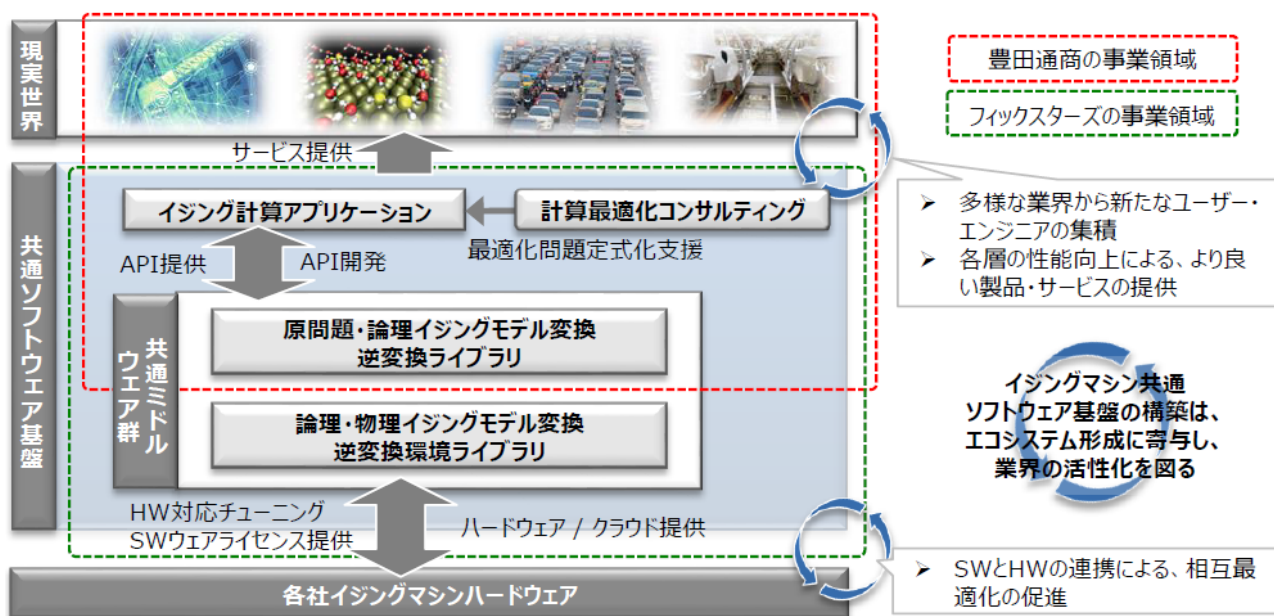 現実世界
豊田通商の事業領域
フィックスターズの事業領域
サービス提供
イジング計算アプリケーション
計算最適化コンサルティング
最適化問題定式化支援
API提供
API開発
➢ 多様な業界から新たなユーザー・
エンジニアの集積
➢ 各層の性能向上による、より良
い製品・サービスの提供
共通ソフトウェア基盤
共通ミドル
ウェア群
原問題・論理イジングモデル変換
逆変換ライブラリ
論理・物理イジングモデル変換
逆変換環境ライブラリ
イジングマシン共通
ソフトウェア基盤の構築は、
エコシステム形成に寄与し、
業界の活性化を図る
HW対応チューニング
SWウェアライセンス提供
ハードウェア / クラウド提供
➢ SWとHWの連携による、相互最
適化の促進
各社イジングマシンハードウェア